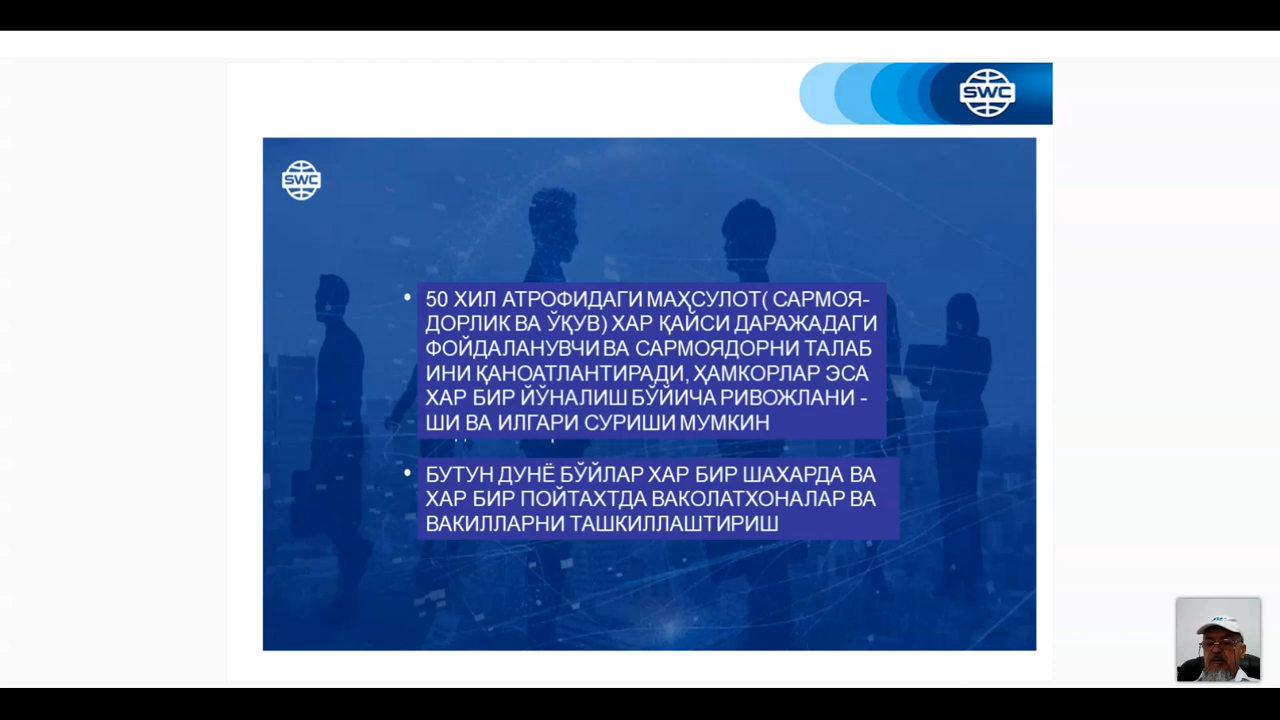 SWC
SWC
• 50 ХИЛ АТРОФИДАГИ МАҲСУЛОТ( САРМОЯ-
ДОРЛИК ВА ЎҚУВ) ХАР ҚАЙСИ ДАРАЖАДАГИ
ФОЙДАЛАНУВЧИ ВА САРМОЯДОРНИ ТАЛАБ
ИНИ ҚАНОАТЛАНТИРАДИ, ҲАМКОРЛАР ЭСА
ХАР БИР ЙЎНАЛИШ БЎЙИЧА РИВОЖЛАНИ -
ШИ ВА ИЛГАРИ СУРИШИ МУМКИН
• БУТУН ДУНЁ БЎЙЛАР ХАР БИР ШАХАРДА ВА
ХАР БИР ПОЙТАХТДА ВАКОЛАТХОНАЛАР ВА
ВАКИЛЛАРНИ ТАШКИЛЛАШТИРИШ